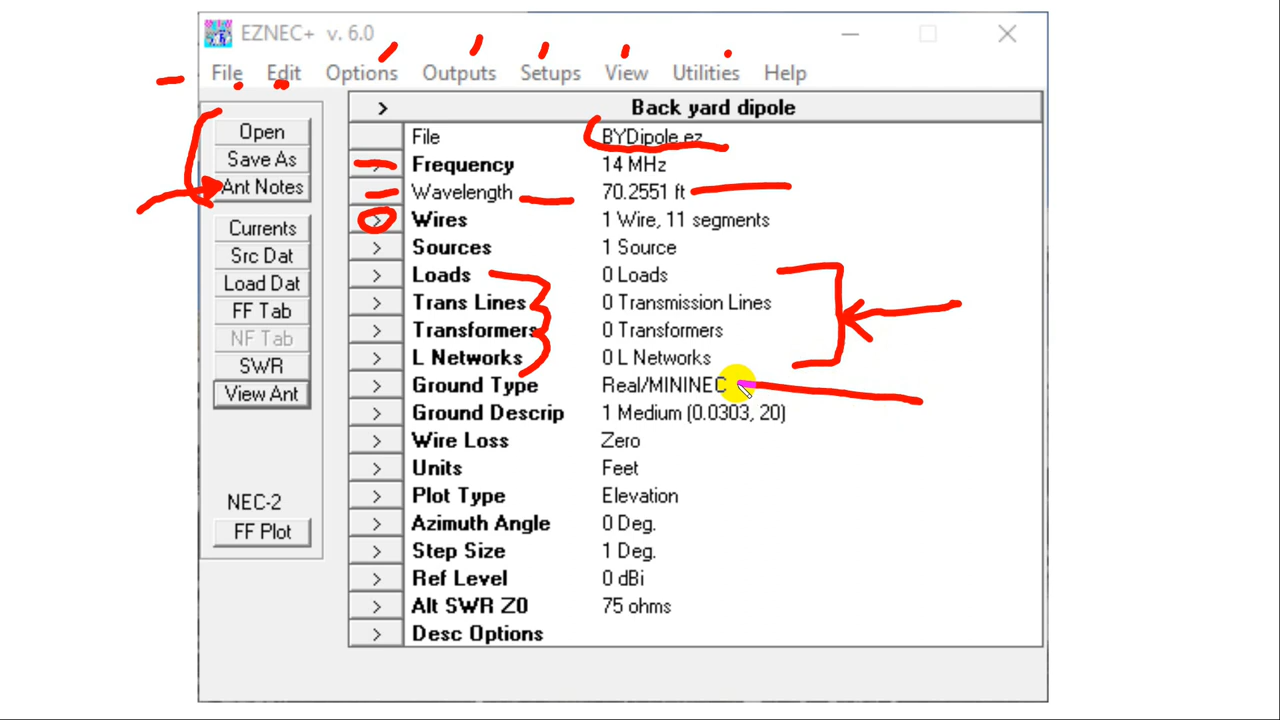 EZNEC+ v. 6.0
File Edit Options Outputs Setups View Utilities Help
> Back yard dipole
Open
Save As
Ant Notes
Currents
Src Dat
Load Dat
FF Tab
NF Tab
SWR
View Ant
NEC-2
FF Plot
File BYDipole.ez
> Frequency 14 MHz
Wavelength 70.2551 ft
> Wires 1 Wire, 11 segments
> Sources 1 Source
> Loads 0 Loads
> Trans Lines 0 Transmission Lines
> Transformers 0 Transformers
> L Networks 0 L Networks
> Ground Type Real/MININEC
> Ground Descrip 1 Medium (0.0303, 20)
> Wire Loss Zero
> Units Feet
> Plot Type Elevation
> Azimuth Angle 0 Deg.
> Step Size 1 Deg.
> Ref Level 0 dBi
> Alt SWR Z0 75 ohms
> Desc Options